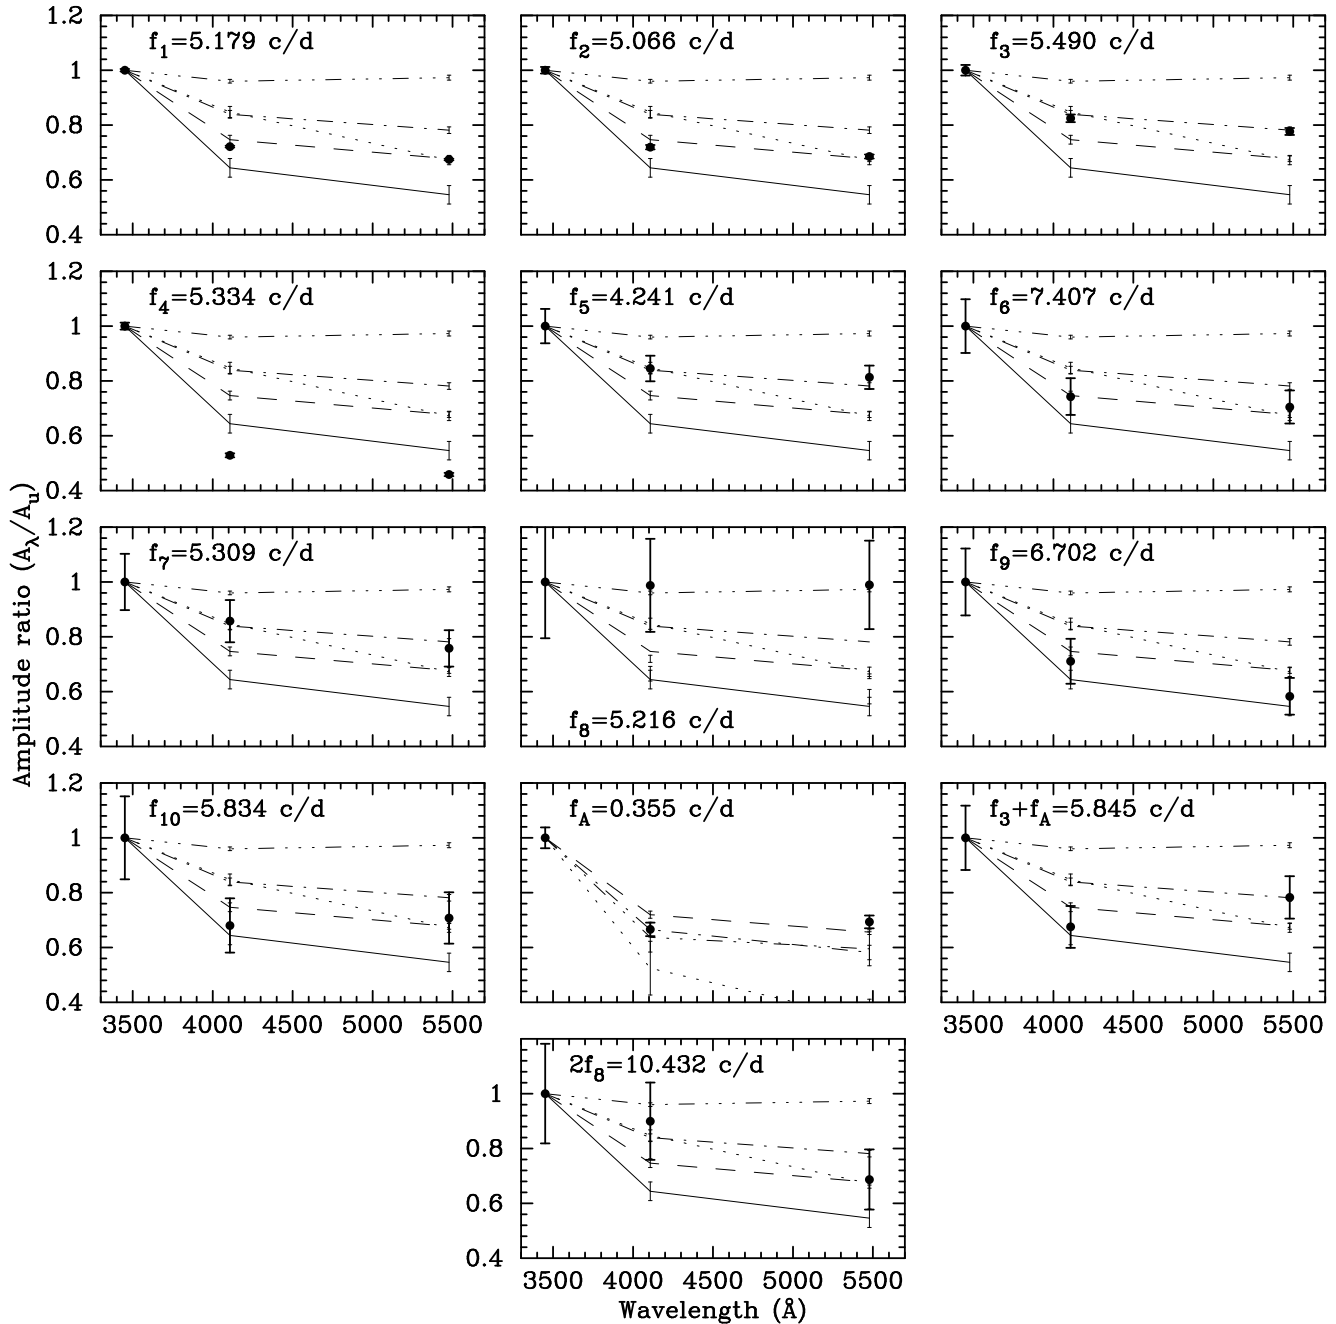 Amplitude ratio (Aλ/Au)
1.2
1
0.8
0.6
0.4
f1=5.179 c/d
f2=5.066 c/d
f3=5.490 c/d
1.2
1
0.8
0.6
0.4
f4=5.334 c/d
f5=4.241 c/d
f6=7.407 c/d
1.2
1
0.8
0.6
0.4
f7=5.309 c/d
f8=5.216 c/d
f9=6.702 c/d
1.2
1
0.8
0.6
0.4
f10=5.834 c/d
fA=0.355 c/d
f3+fA=5.845 c/d
3500 4000 4500 5000 5500
3500 4000 4500 5000 5500
1
0.8
0.6
0.4
2f8=10.432 c/d
3500 4000 4500 5000 5500
Wavelength (Å)